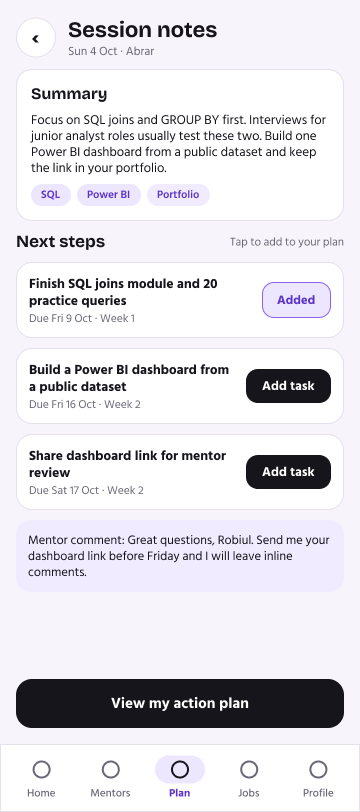 Session notes
Sun 4 Oct · Abrar
Summary
Focus on SQL joins and GROUP BY first. Interviews for
junior analyst roles usually test these two. Build one
Power BI dashboard from a public dataset and keep
the link in your portfolio.
SQL
Power BI
Portfolio
Next steps
Tap to add to your plan
Finish SQL joins module and 20
practice queries
Due Fri 9 Oct · Week 1
Added
Build a Power BI dashboard from
a public dataset
Due Fri 16 Oct · Week 2
Add task
Share dashboard link for mentor
review
Due Sat 17 Oct · Week 2
Add task
Mentor comment: Great questions, Robiul. Send me your
dashboard link before Friday and I will leave inline
comments.
View my action plan
Home
Mentors
Plan
Jobs
Profile